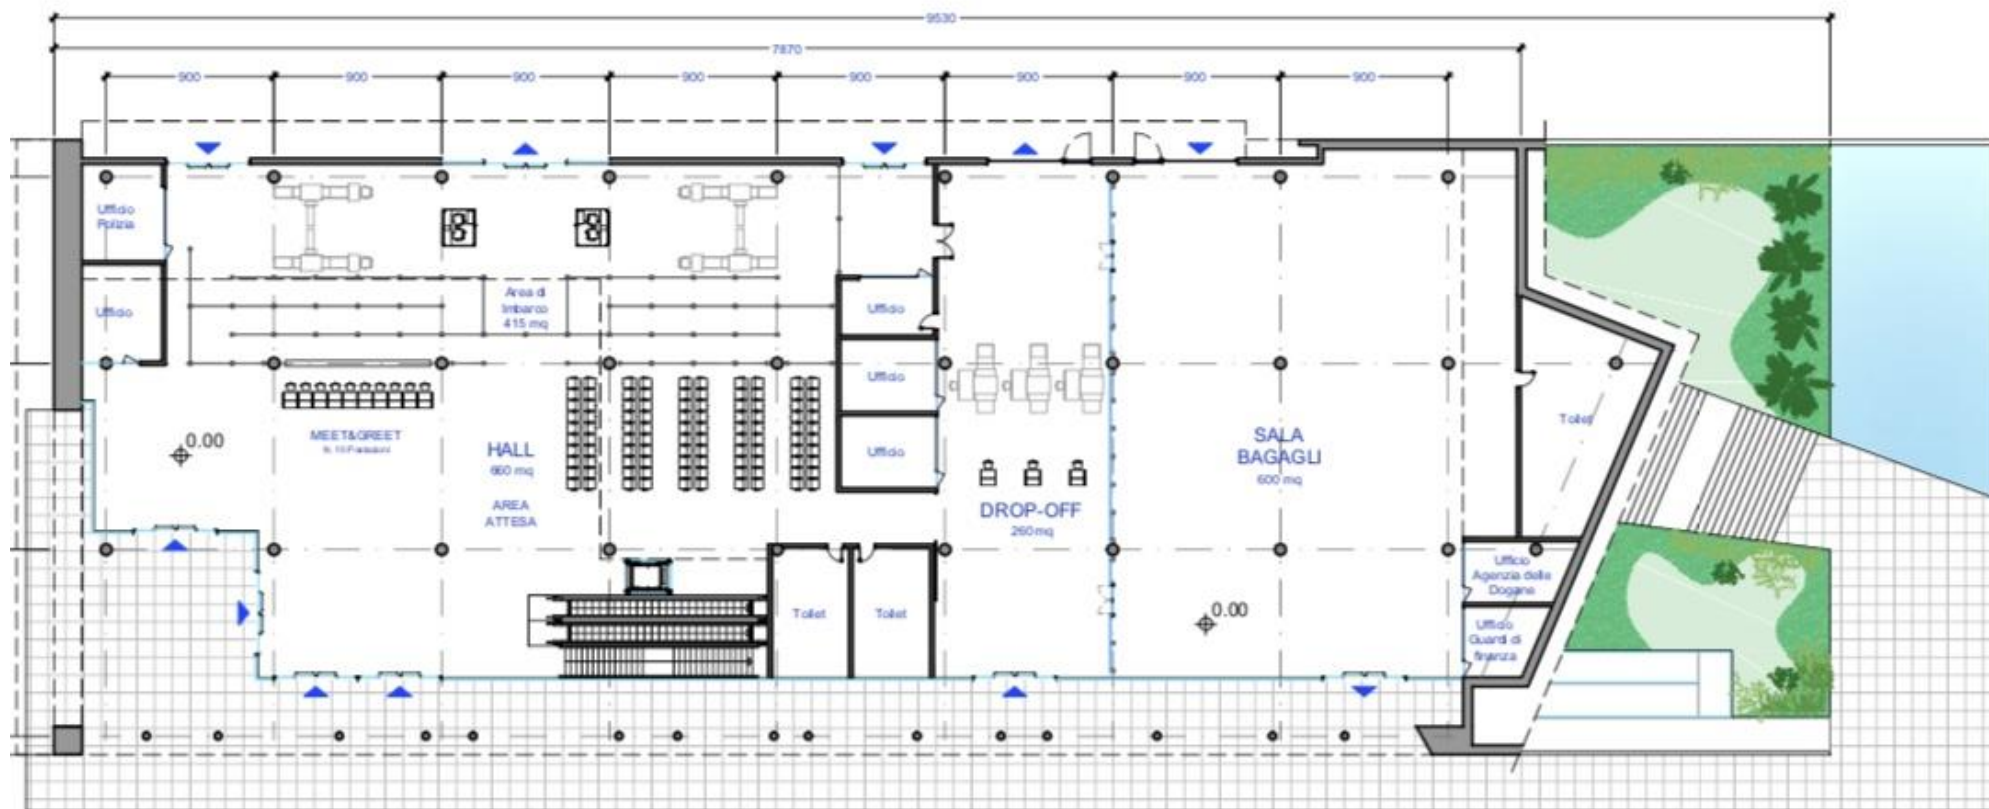 9530
7870
900 900 900 900 900 900 900 900
Ufficio
Polizia
Ufficio
Area di
Imbarco
415 mq
Ufficio
Ufficio
Ufficio
MEET&GREET
0.00
HALL
660 mq
AREA
ATTESA
DROP-OFF
260 mq
SALA
BAGAGLI
600 mq
Toilet
Toilet
Toilet
0.00
Ufficio
Agenzia delle
Dogane
Ufficio
Guardi di
finanza